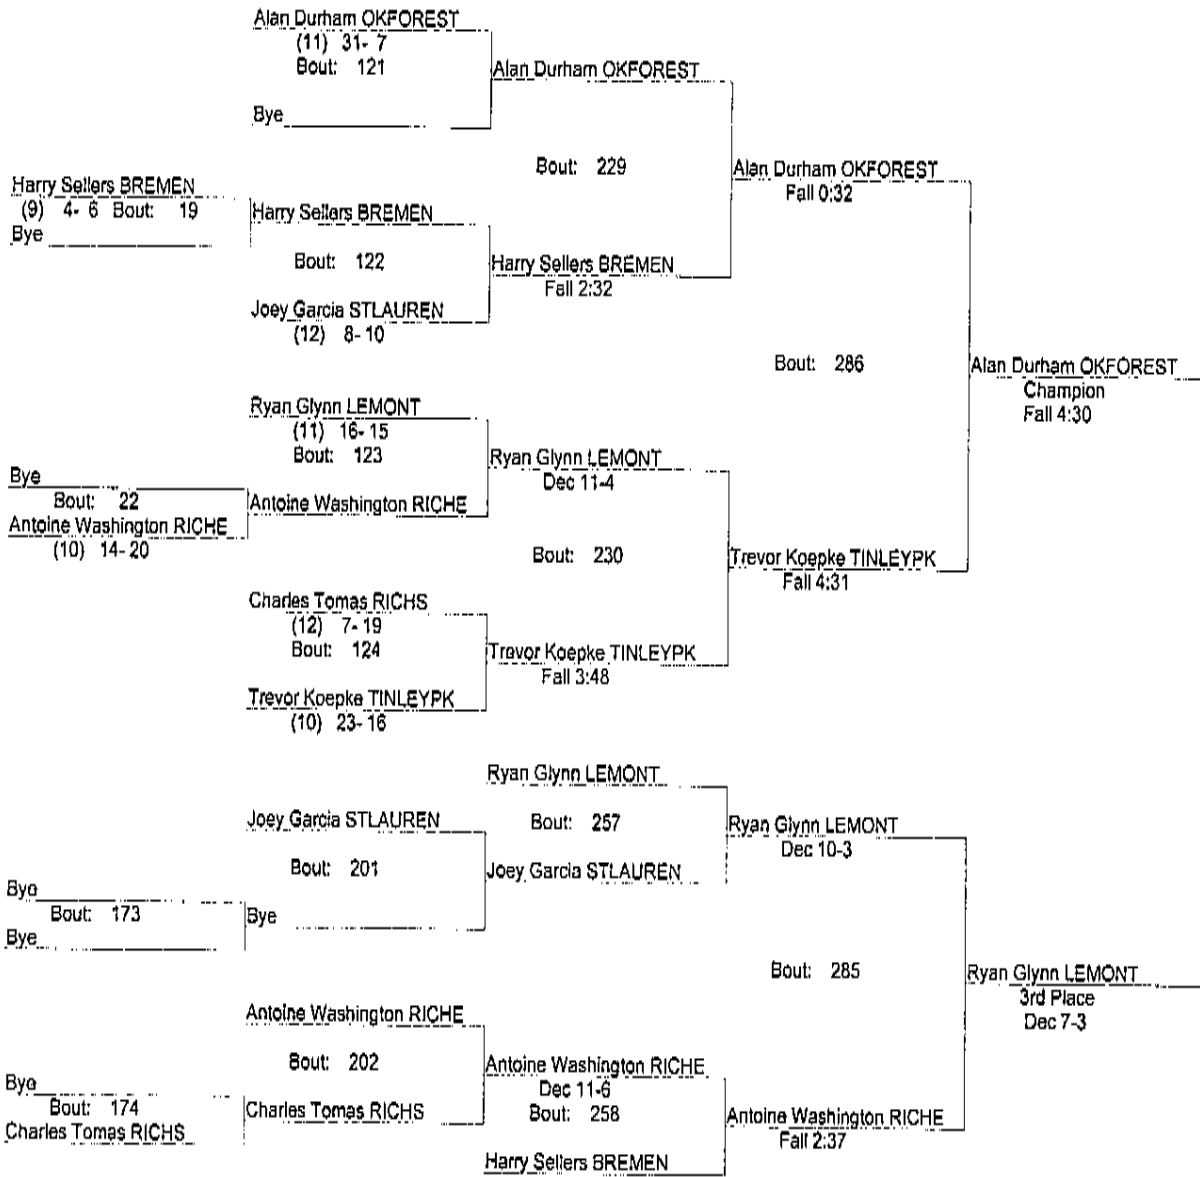 Alan Durham OKFOREST
(11) 31- 7
Bout: 121
Alan Durham OKFOREST
Bye
Bout: 229
Alan Durham OKFOREST
Fall 0:32
Harry Sellers BREMEN
(9) 4- 6 Bout: 19
Bye
Harry Sellers BREMEN
Bout: 122
Harry Sellers BREMEN
Fall 2:32
Joey Garcia STLAUREN
(12) 8- 10
Bout: 286
Alan Durham OKFOREST
Champion
Fall 4:30
Ryan Glynn LEMONT
(11) 16- 15
Bout: 123
Ryan Glynn LEMONT
Dec 11-4
Bye
Bout: 22
Antoine Washington RICHE
(10) 14- 20
Antoine Washington RICHE
Bout: 230
Trevor Koepke TINLEYPK
Fall 4:31
Charles Tomas RICHS
(12) 7- 19
Bout: 124
Trevor Koepke TINLEYPK
Fall 3:48
Trevor Koepke TINLEYPK
(10) 23- 16
Ryan Glynn LEMONT
Joey Garcia STLAUREN
Bout: 257
Ryan Glynn LEMONT
Dec 10-3
Bout: 201
Joey Garcia STLAUREN
Bye
Bout: 173
Bye
Bye
Bout: 285
Ryan Glynn LEMONT
3rd Place
Dec 7-3
Antoine Washington RICHE
Bout: 202
Antoine Washington RICHE
Dec 11-6
Bout: 258
Bye
Bout: 174
Charles Tomas RICHS
Charles Tomas RICHS
Antoine Washington RICHE
Fall 2:37
Harry Sellers BREMEN